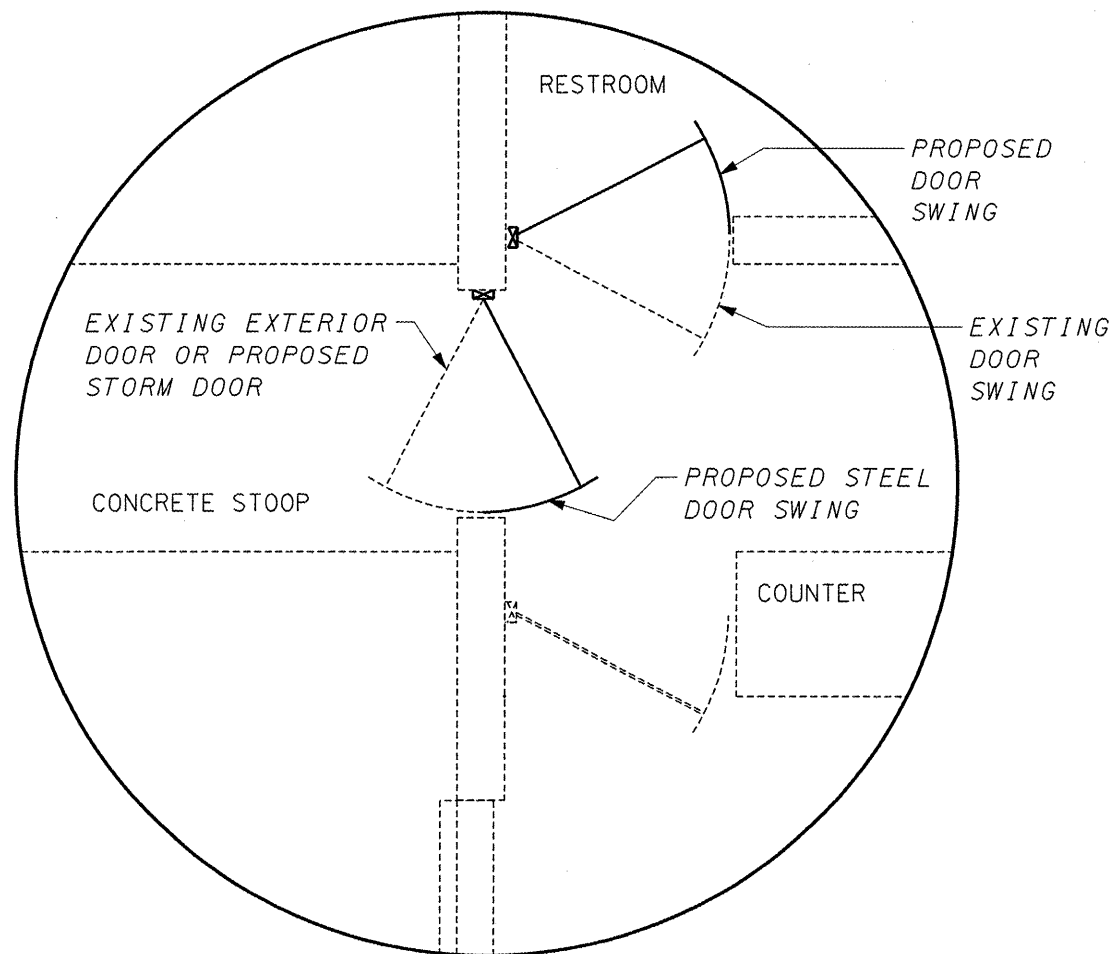 RESTROOM
PROPOSED
DOOR
SWING
EXISTING EXTERIOR
DOOR OR PROPOSED
STORM DOOR
EXISTING
DOOR
SWING
CONCRETE STOOP
PROPOSED STEEL
DOOR SWING
COUNTER